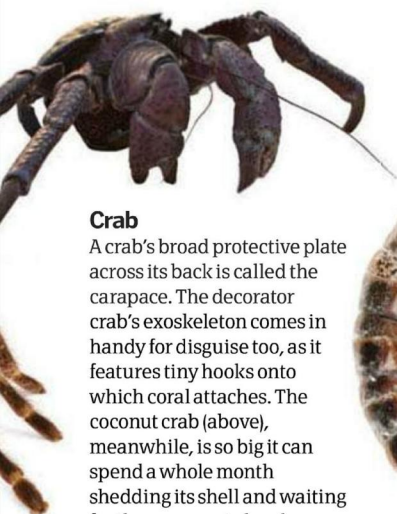 Crab
A crab's broad protective plate
across its back is called the
carapace. The decorator
crab's exoskeleton comes in
handy for disguise too, as it
features tiny hooks onto
which coral attaches. The
coconut crab (above),
meanwhile, is so big it can
spend a whole month
shedding its shell and waiting